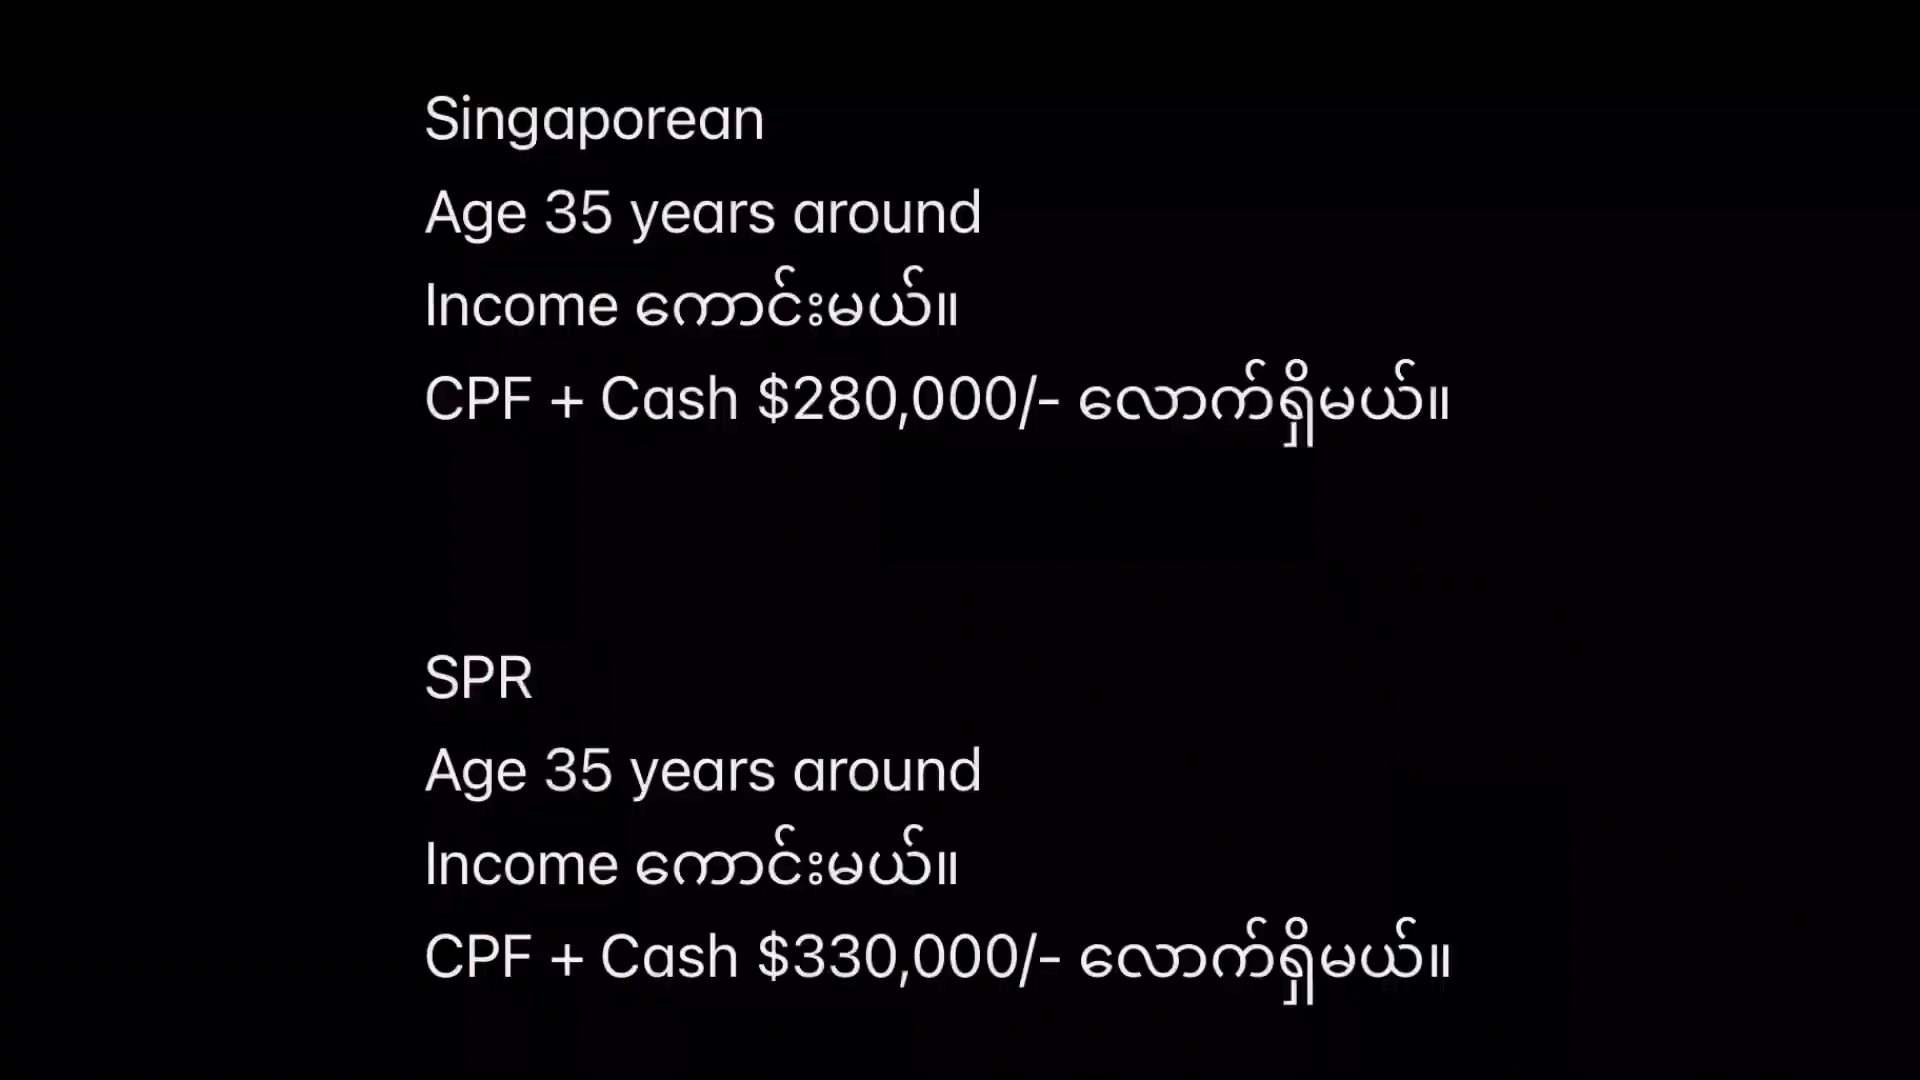 Singaporean
Age 35 years around
Income ကောင်းမယ်။
CPF + Cash $280,000/- လောက်ရှိမယ်။
SPR
Age 35 years around
Income ကောင်းမယ်။
CPF + Cash $330,000/- လောက်ရှိမယ်။